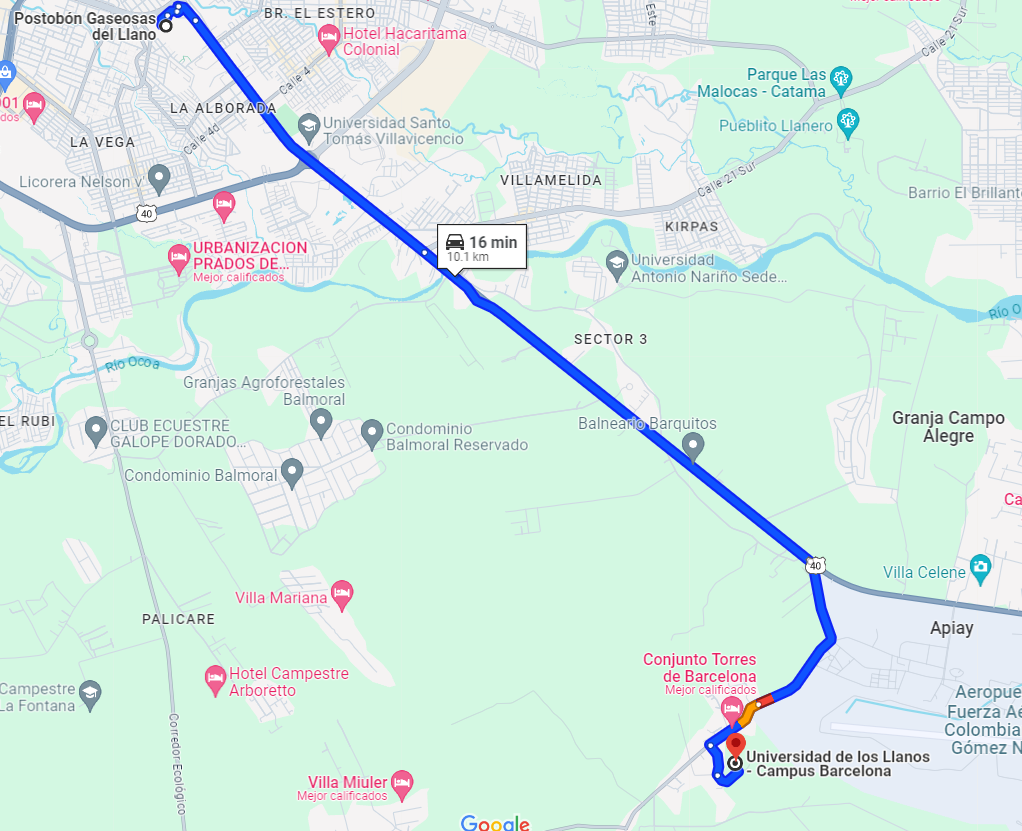 mejor calificados
Postobón Gaseosas
del Llano
BR. EL ESTERO
Este
Calle 21 Sur
Hotel Hacaritama
Colonial
Calle 4
Parque Las
Malocas - Catama
001
LA ALBORADA
Pueblito Llanero
Universidad Santo
Tomás Villavicencio
LA VEGA
Calle 4d
Licorera Nelson v
VILLAMELIDA
Calle 21 Sur
Barrio El Brillante
40
KIRPAS
16 min
10.1 km
URBANIZACION
PRADOS DE...
Mejor calificados
Universidad
Antonio Nariño Sede...
Río O
SECTOR 3
Río Ocoa
Granjas Agroforestales
Balmoral
EL RUBI
CLUB ECUESTRE
GALOPE DORADO...
Condominio
Balmoral Reservado
Balneario Barquitos
Granja Campo
Alegre
Condominio Balmoral
Ca
40
Villa Celene
Villa Mariana
PALICARE
Apiay
Hotel Campestre
Arboretto
Conjunto Torres
de Barcelona
Mejor calificados
Campestre
La Fontana
Aeropue
Fuerza Ae
Colombia
Gómez N
Corredor Ecológico
Universidad de los Llanos
- Campus Barcelona
Villa Miuler
Mejor calificados
Google